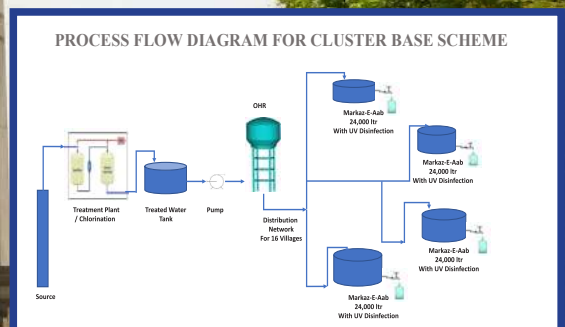 PROCESS FLOW DIAGRAM FOR CLUSTER BASE SCHEME
OHR
Markaz-E-Aab
24,000 ltr
With UV Disinfection
Markaz-E-Aab
24,000 ltr
With UV Disinfection
Treatment Plant
/ Chlorination
Treated Water
Tank
Pump
Distribution
Network
For 16 Villages
Markaz-E-Aab
24,000 ltr
With UV Disinfection
Source
Markaz-E-Aab
24,000 ltr
With UV Disinfection